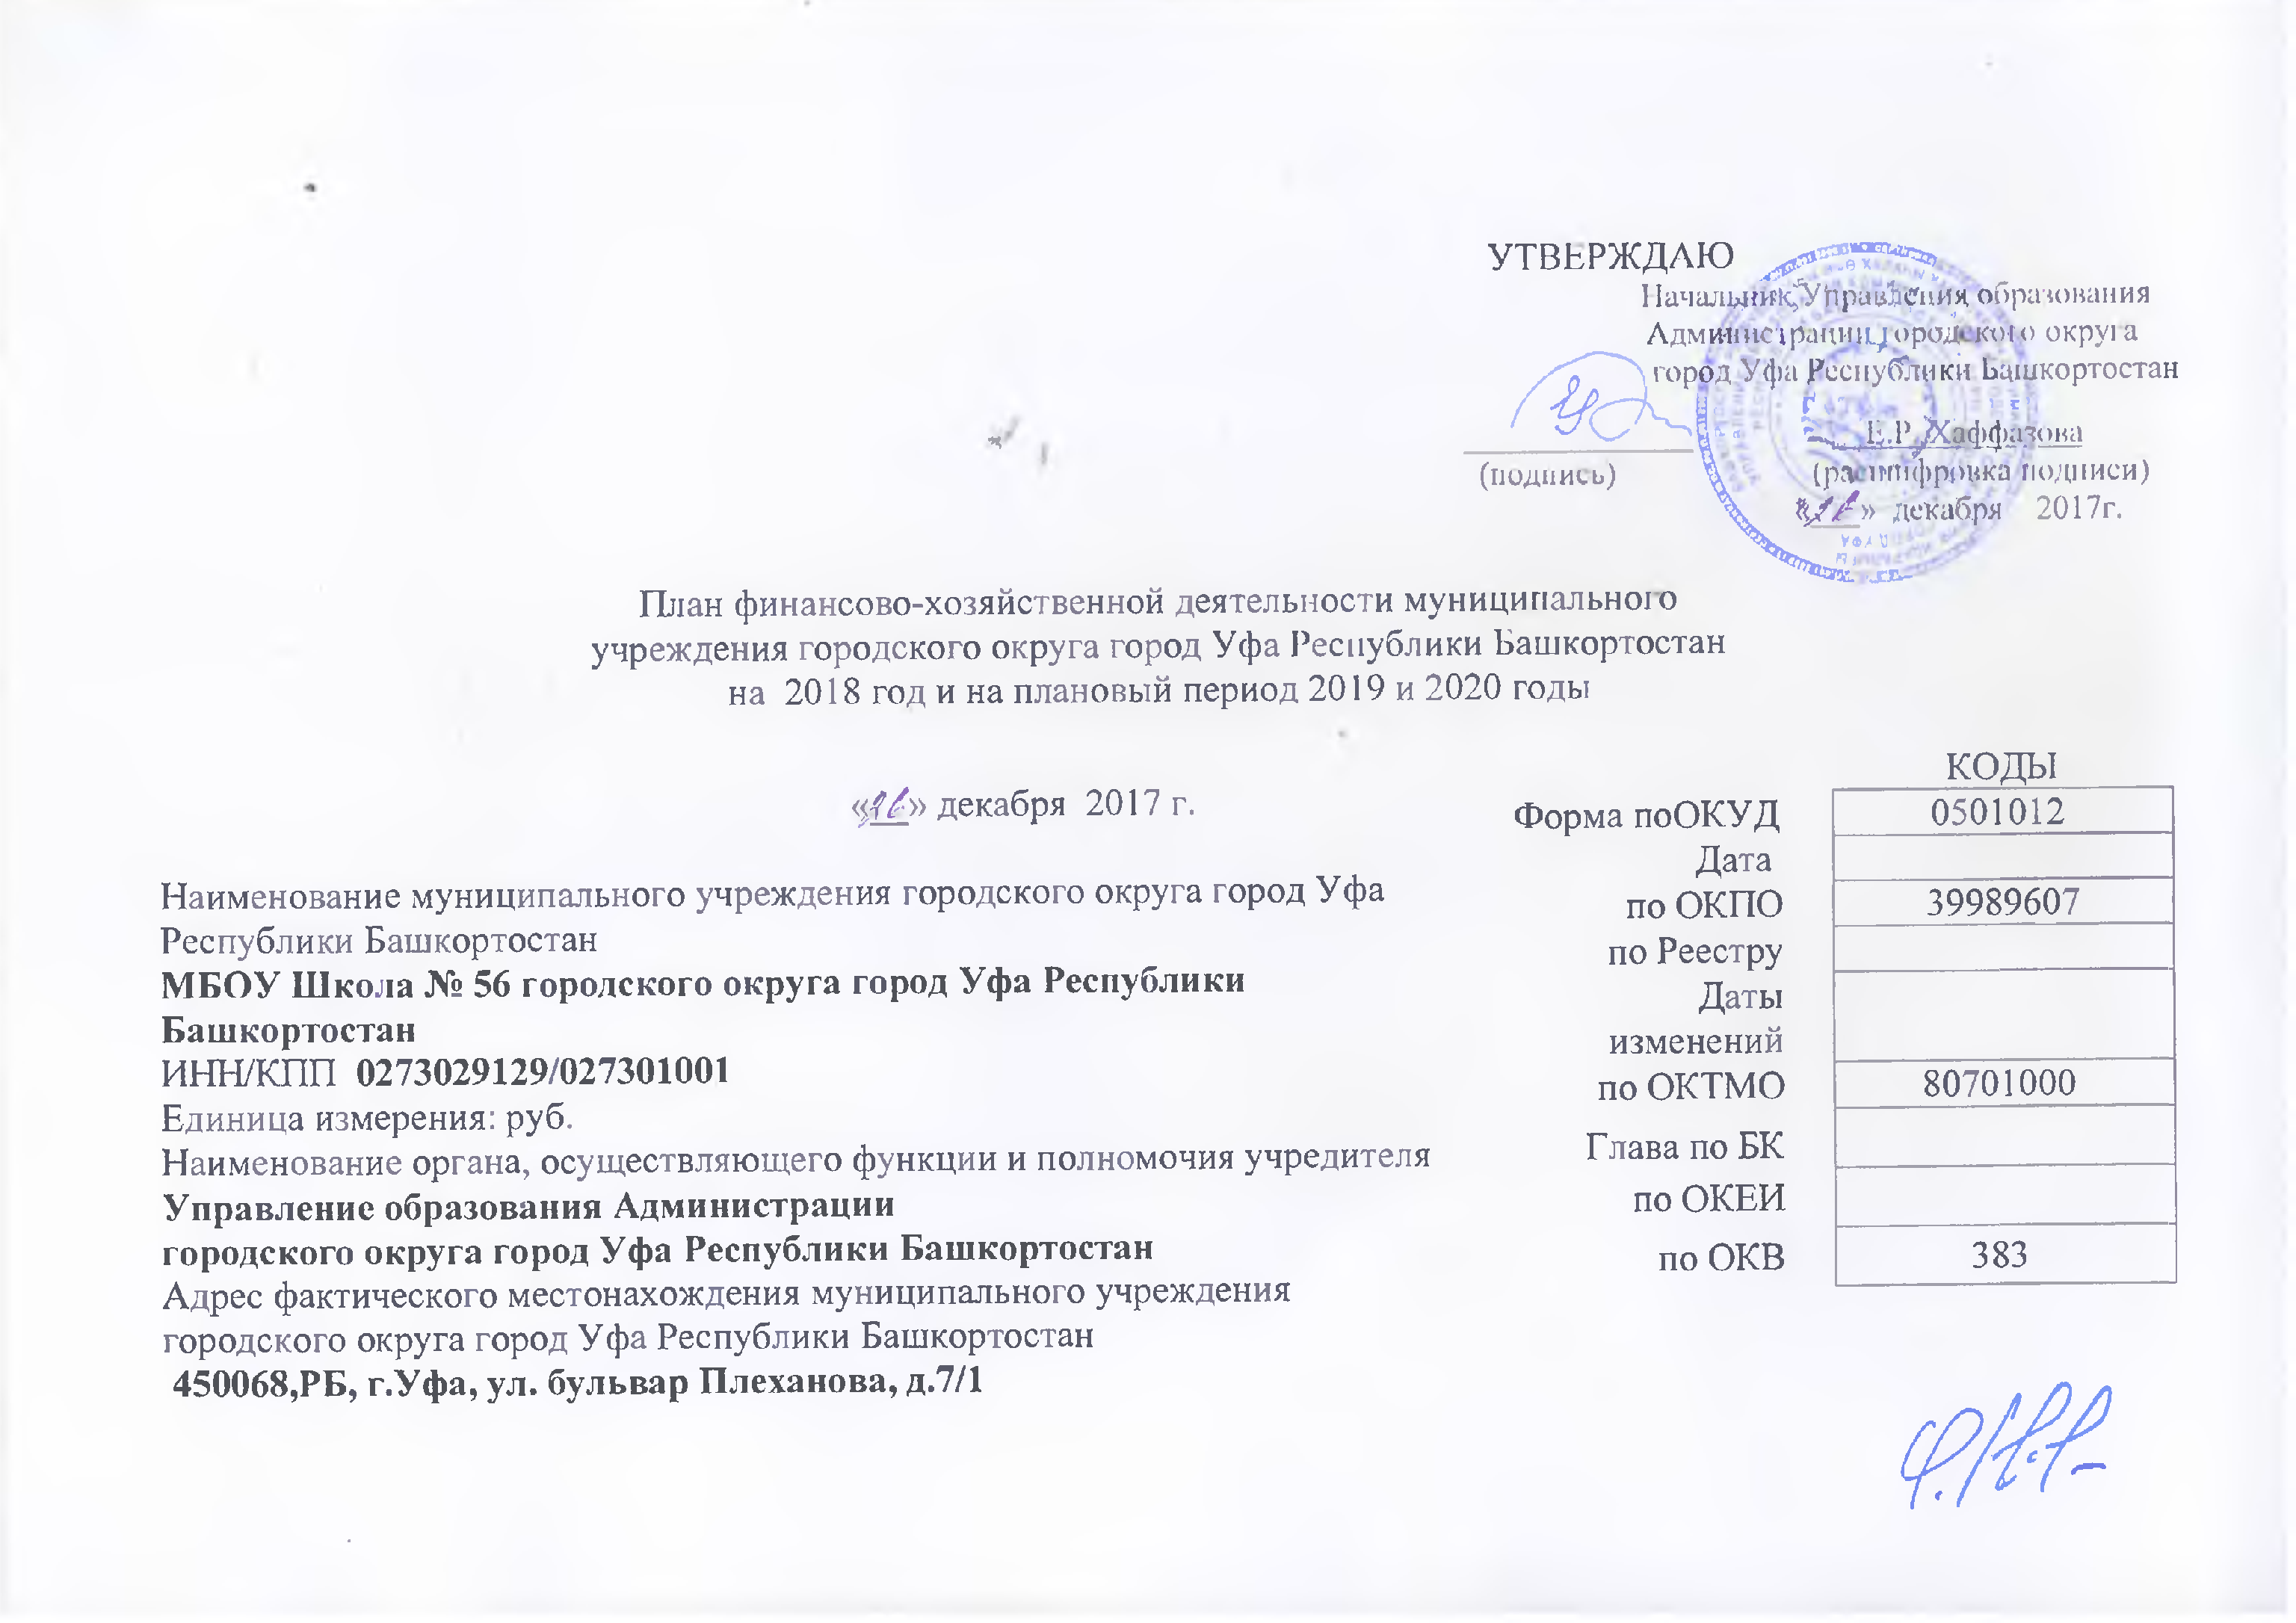 УТВЕРЖДАЮ
Начальник Управления образования
Администрации городского округа
город Уфа Республики Башкортостан
Е.Р. Хаффазова
(подпись) (расшифровка подписи)
« » декабря 2017г.
План финансово-хозяйственной деятельности муниципального
учреждения городского округа город Уфа Республики Башкортостан
на 2018 год и на плановый период 2019 и 2020 годы
КОДЫ
« » декабря 2017 г.
Форма поОКУД 0501012
Дата
по ОКПО 39989607
по Реестру
Даты
изменений
по ОКТМО 80701000
Глава по БК
по ОКЕИ
по ОКВ 383
Наименование муниципального учреждения городского округа город Уфа
Республики Башкортостан
МБОУ Школа № 56 городского округа город Уфа Республики
Башкортостан
ИНН/КПП 0273029129/027301001
Единица измерения: руб.
Наименование органа, осуществляющего функции и полномочия учредителя
Управление образования Администрации
городского округа город Уфа Республики Башкортостан
Адрес фактического местонахождения муниципального учреждения
городского округа город Уфа Республики Башкортостан
450068,РБ, г.Уфа, ул. бульвар Плеханова, д.7/1